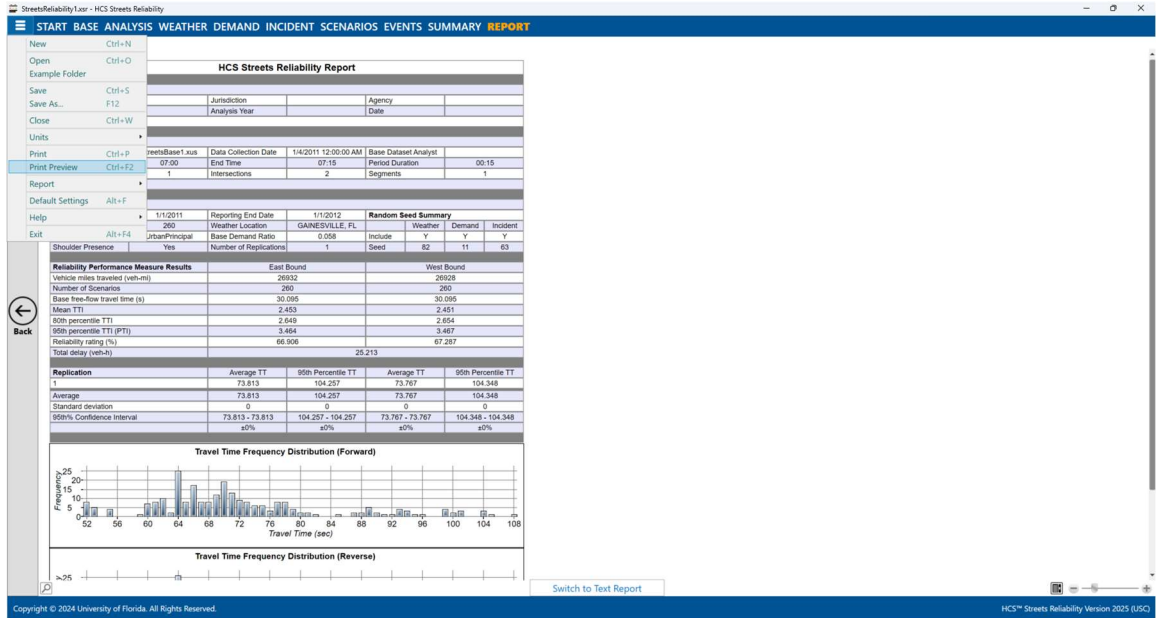 StreetsReliability1.xsr - HCS Streets Reliability
START BASE ANALYSIS WEATHER DEMAND INCIDENT SCENARIOS EVENTS SUMMARY REPORT
New Ctrl+N
Open Ctrl+O
Example Folder
Save Ctrl+S
Save As... F12
Close Ctrl+W
Units
Print Ctrl+P
Print Preview Ctrl+F2
Report
Default Settings Alt+F
Help
Exit Alt+F4
Back
HCS Streets Reliability Report
Jurisdiction Agency
Analysis Year Date
reetsBase1.xus Data Collection Date 1/4/2011 12:00:00 AM Base Dataset Analyst
07:00 End Time 07:15 Period Duration 00:15
1 Intersections 2 Segments 1
1/1/2011 Reporting End Date 1/1/2012 Random Seed Summary
260 Weather Location GAINESVILLE, FL Weather Demand Incident
UrbanPrincipal Base Demand Ratio 0.058 Include Y Y Y
Shoulder Presence Yes Number of Replications 1 Seed 82 11 63
Reliability Performance Measure Results East Bound West Bound
Vehicle miles traveled (veh-mi) 26932 26928
Number of Scenarios 260 260
Base free-flow travel time (s) 30.095 30.095
Mean TTI 2.453 2.451
80th percentile TTI 2.649 2.654
95th percentile TTI (PTI) 3.464 3.467
Reliability rating (%) 66.906 67.287
Total delay (veh-h) 25.213
Replication Average TT 95th Percentile TT Average TT 95th Percentile TT
1 73.813 104.257 73.767 104.348
Average 73.813 104.257 73.767 104.348
Standard deviation 0 0 0 0
95th% Confidence Interval 73.813 - 73.813 104.257 - 104.257 73.767 - 73.767 104.348 - 104.348
±0% ±0% ±0% ±0%
Travel Time Frequency Distribution (Forward)
Frequency
25
20
15
10
5
0
52 56 60 64 68 72 76 80 84 88 92 96 100 104 108
Travel Time (sec)
Travel Time Frequency Distribution (Reverse)
25
Switch to Text Report
Copyright © 2024 University of Florida. All Rights Reserved. HCS™ Streets Reliability Version 2025 (USC)